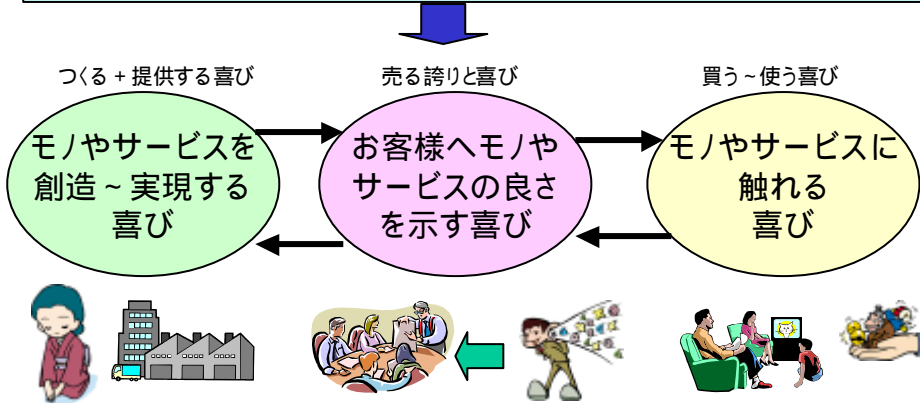 つくる + 提供する喜び
売る誇りと喜び
買う ~ 使う喜び
モノやサービスを
創造 ~ 実現する
喜び
お客様へモノや
サービスの良さ
を示す喜び
モノやサービスに
触れる
喜び